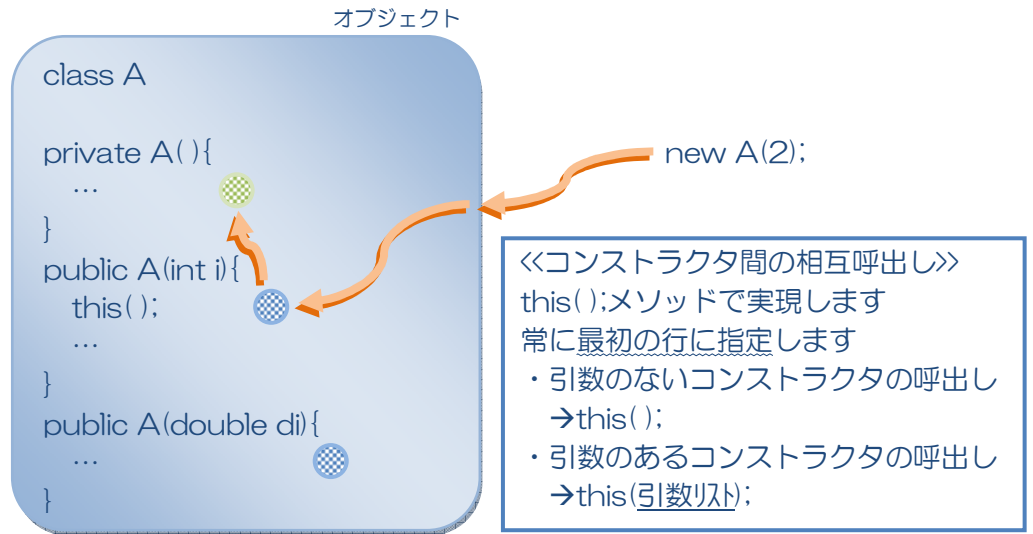 オブジェクト
class A
private A( ){
…
}
public A(int i){
this( );
…
}
public A(double di){
…
}
new A(2);
≪コンストラクタ間の相互呼出し≫
this( );メソッドで実現します
常に最初の行に指定します
・引数のないコンストラクタの呼出し
→this( );
・引数のあるコンストラクタの呼出し
→this(引数リスト);